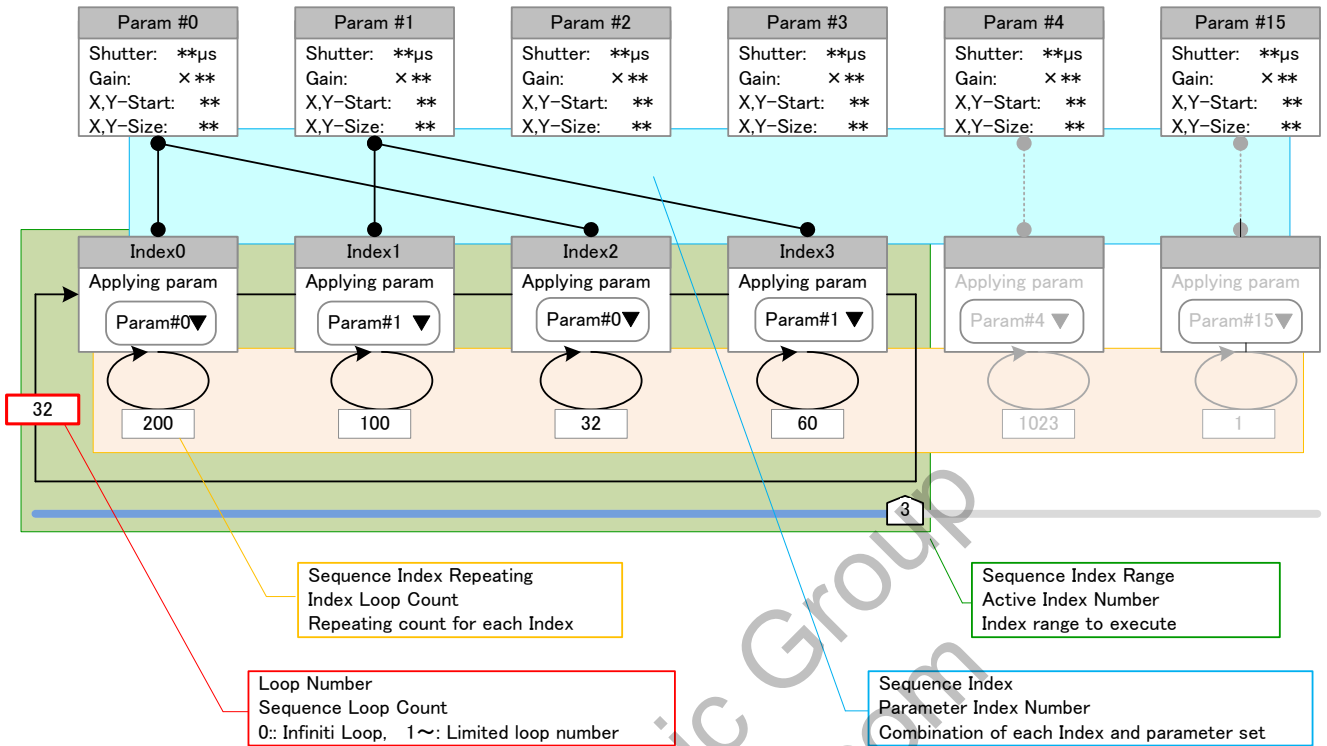 Param #0
Param #1
Param #2
Param #3
Param #4
Param #15
Shutter: **μs
Gain: ×**
X,Y-Start: **
X,Y-Size: **
Shutter: **μs
Gain: ×**
X,Y-Start: **
X,Y-Size: **
Shutter: **μs
Gain: ×**
X,Y-Start: **
X,Y-Size: **
Shutter: **μs
Gain: ×**
X,Y-Start: **
X,Y-Size: **
Shutter: **μs
Gain: ×**
X,Y-Start: **
X,Y-Size: **
Shutter: **μs
Gain: ×**
X,Y-Start: **
X,Y-Size: **
Index0
Index1
Index2
Index3
Applying param
Applying param
Applying param
Applying param
Applying param
Applying param
Param#0▼
Param#1 ▼
Param#0▼
Param#1 ▼
Param#4 ▼
Param#15▼
32
200
100
32
60
1023
1
3
Sequence Index Repeating
Index Loop Count
Repeating count for each Index
Sequence Index Range
Active Index Number
Index range to execute
Loop Number
Sequence Loop Count
0:: Infiniti Loop, 1~: Limited loop number
Sequence Index
Parameter Index Number
Combination of each Index and parameter set
Group